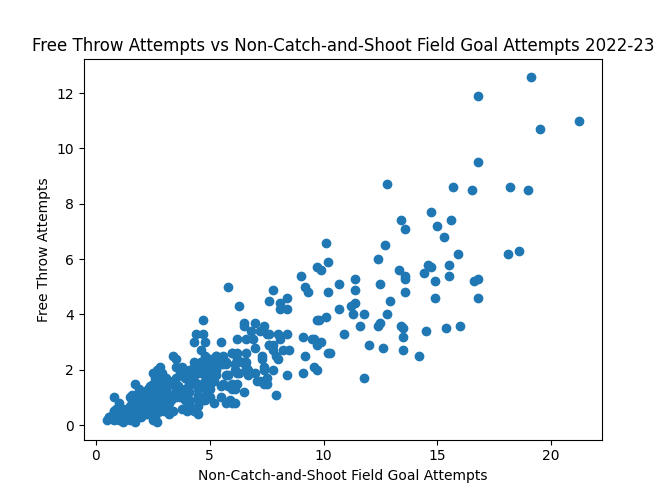 Free Throw Attempts vs Non-Catch-and-Shoot Field Goal Attempts 2022-23
12
10
8
6
4
2
0
Free Throw Attempts
0 5 10 15 20
Non-Catch-and-Shoot Field Goal Attempts